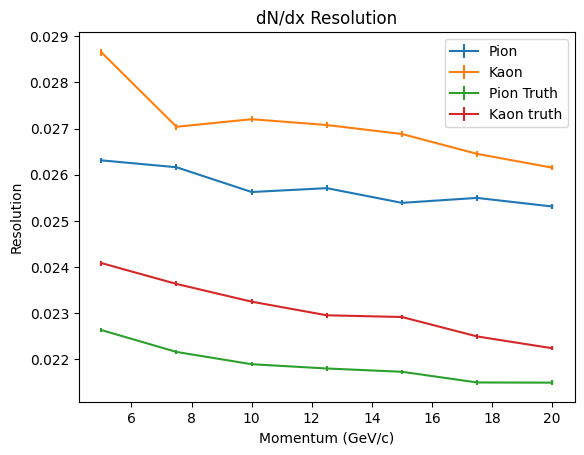 dN/dx Resolution
0.029
0.028
0.027
0.026
0.025
0.024
0.023
0.022
Resolution
Pion
Kaon
Pion Truth
Kaon truth
6 8 10 12 14 16 18 20
Momentum (GeV/c)